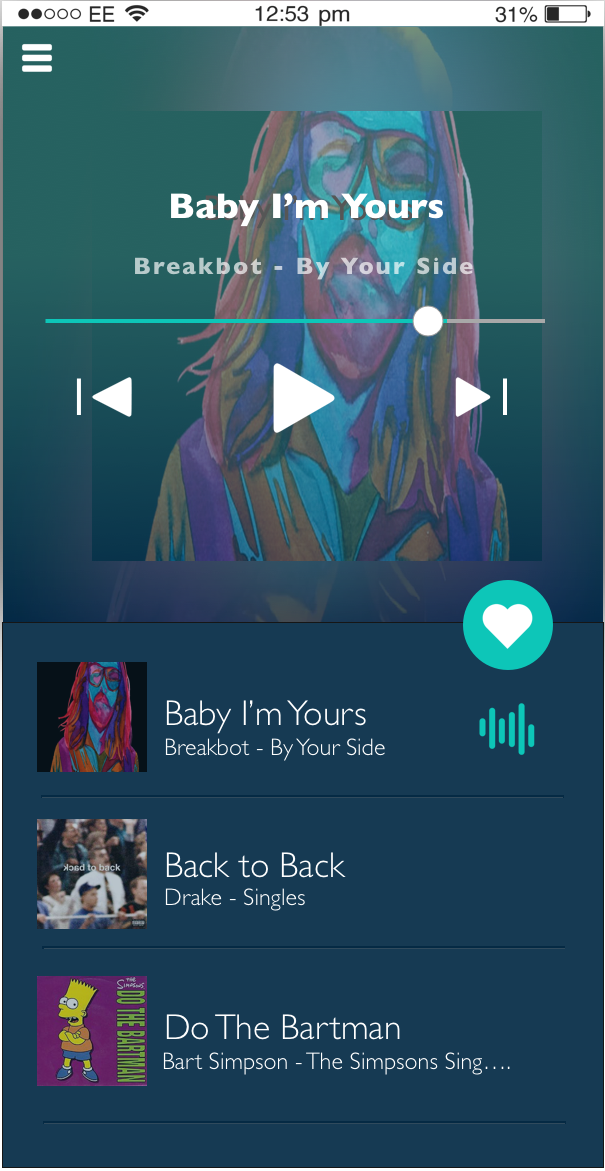 EE 12:53 pm 31%
Baby I'm Yours
Breakbot - By Your Side
Baby I'm Yours
Breakbot - By Your Side
back to back
Back to Back
Drake - Singles
THE
SIMPSONS
DO THE BARTMAN
Do The Bartman
Bart Simpson - The Simpsons Sing....